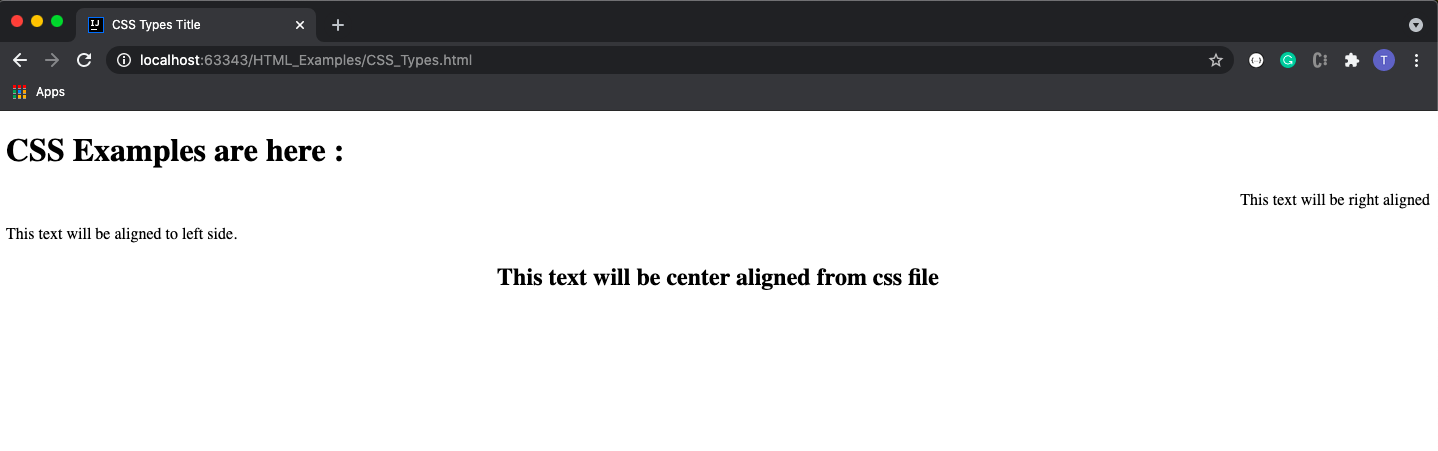 CSS Types Title
localhost:63343/HTML_Examples/CSS_Types.html
T
Apps
CSS Examples are here :
This text will be right aligned
This text will be aligned to left side.
This text will be center aligned from css file